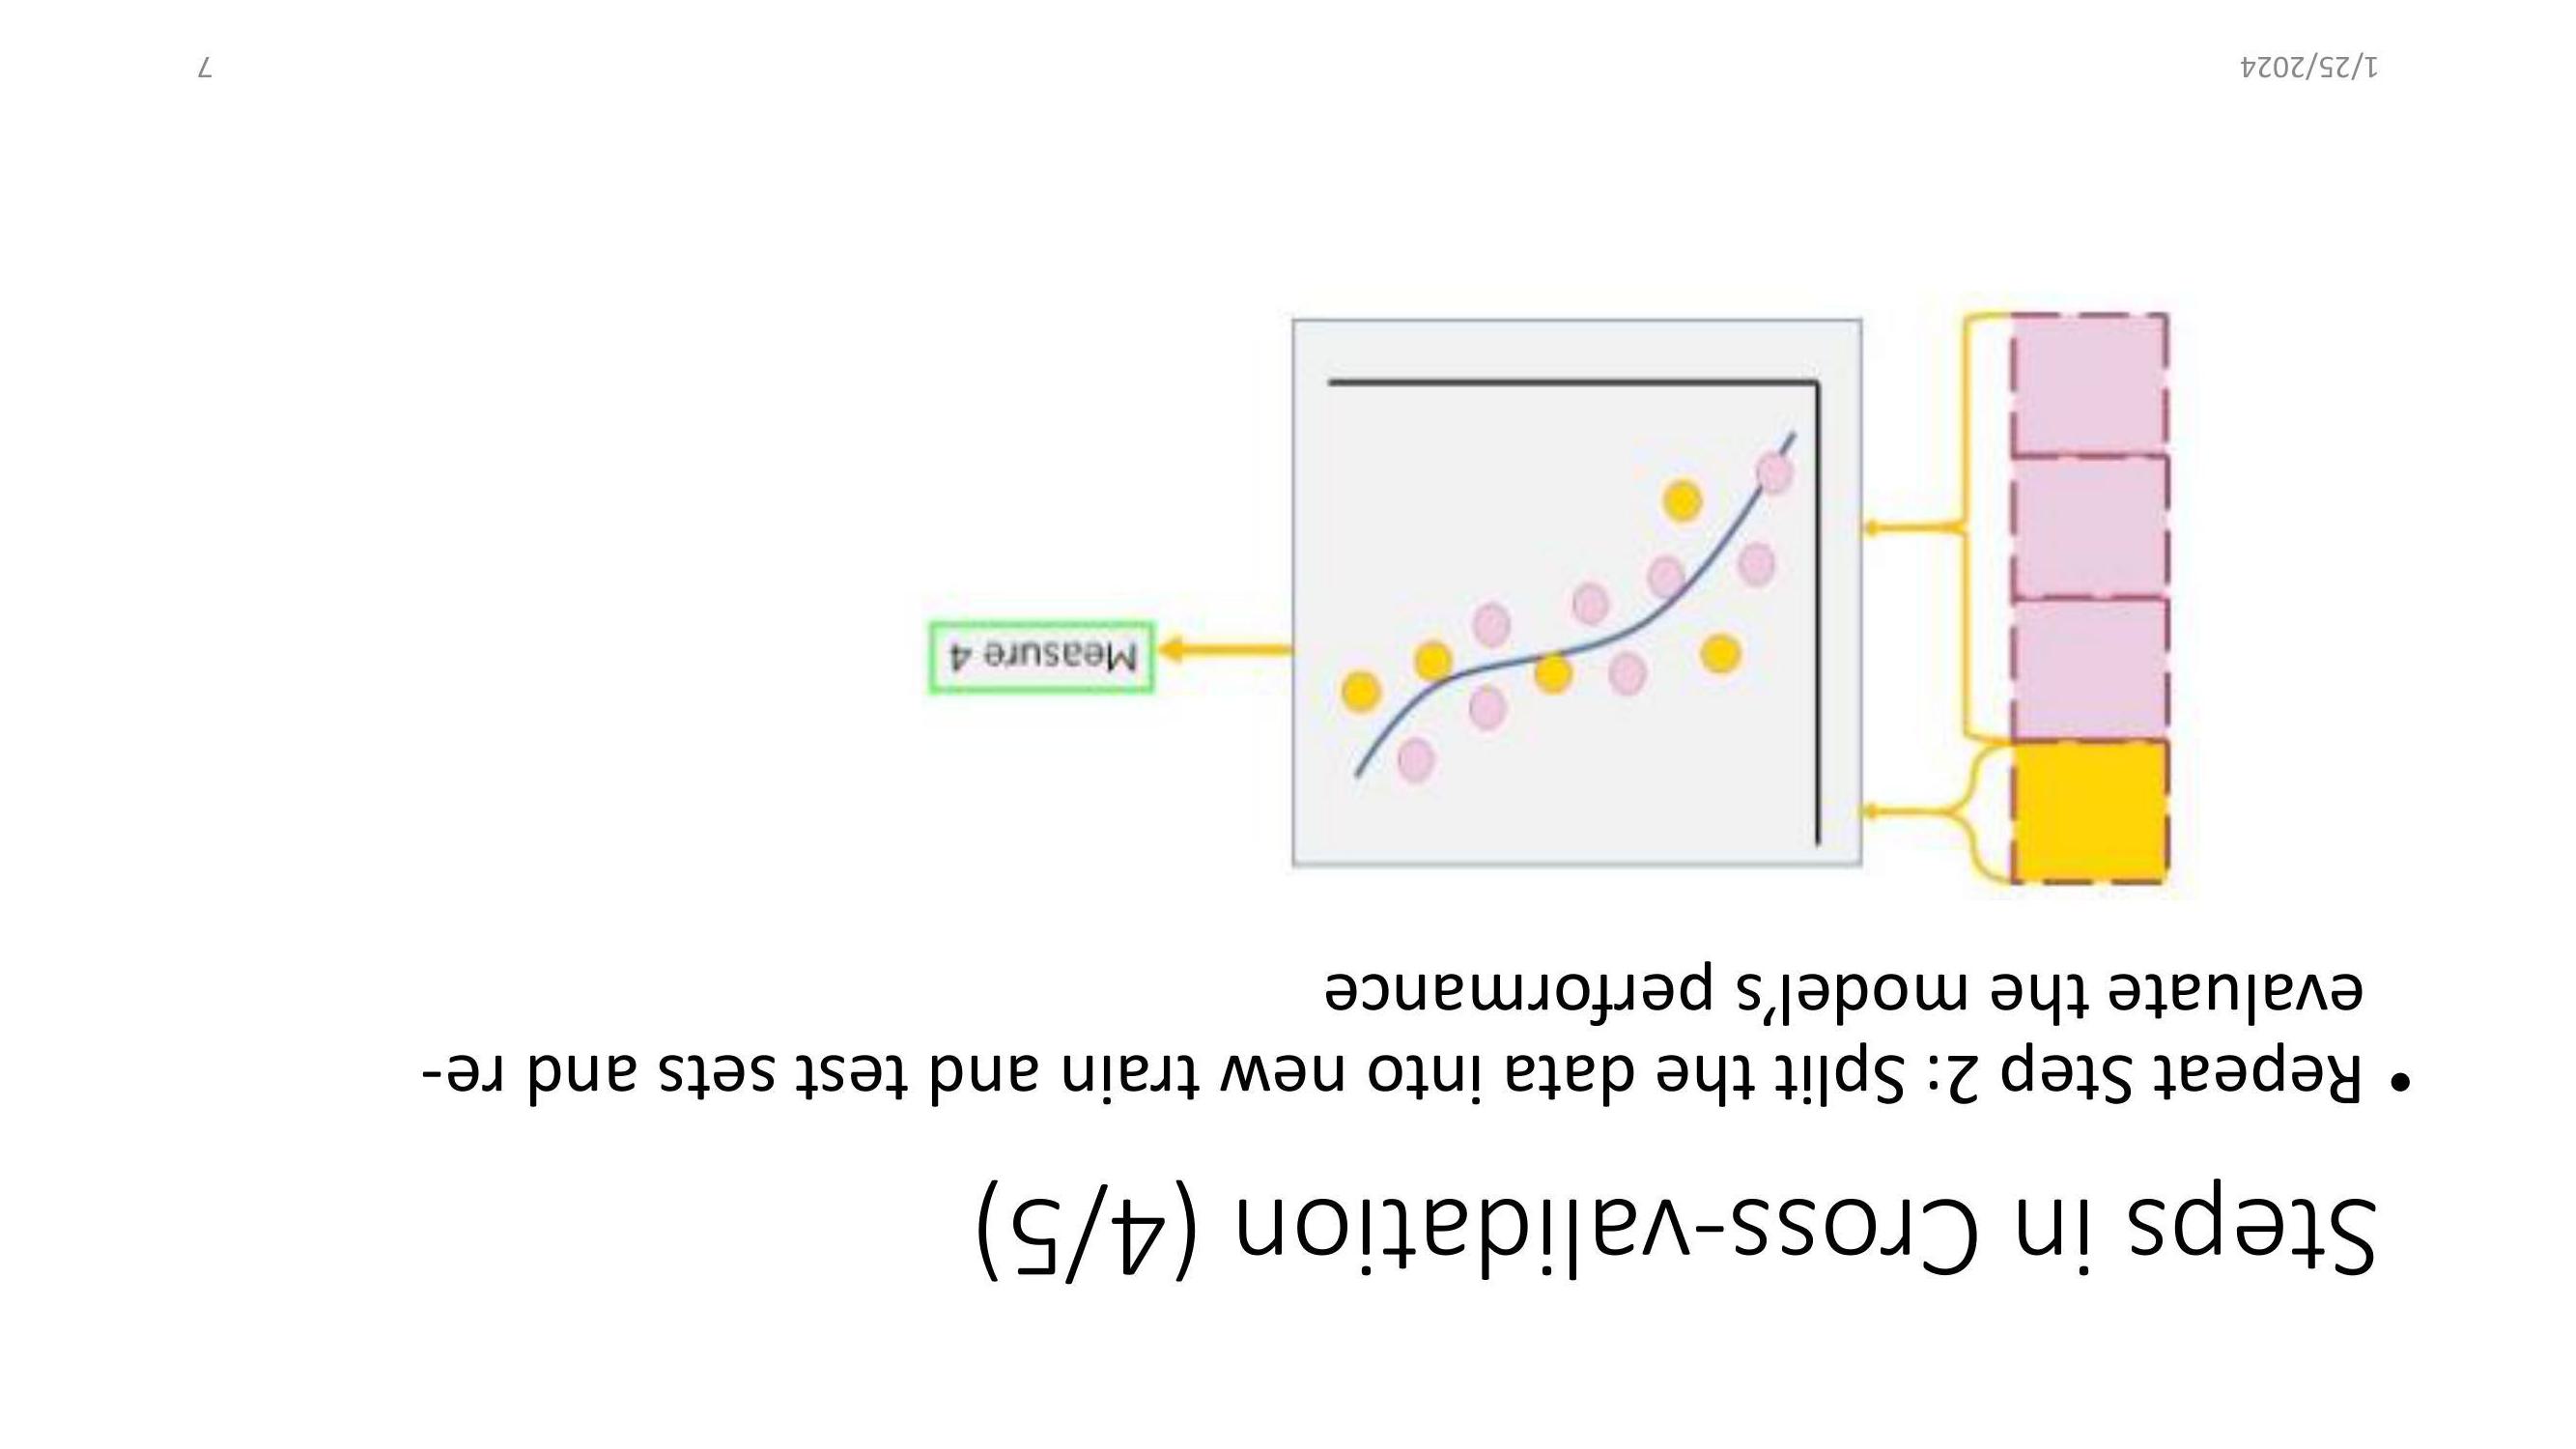 Steps in Cross-validation (4/5)
• Repeat Step 2: Split the data into new train and test sets and re-
evaluate the model's performance
Measure 4
1/25/2024
7